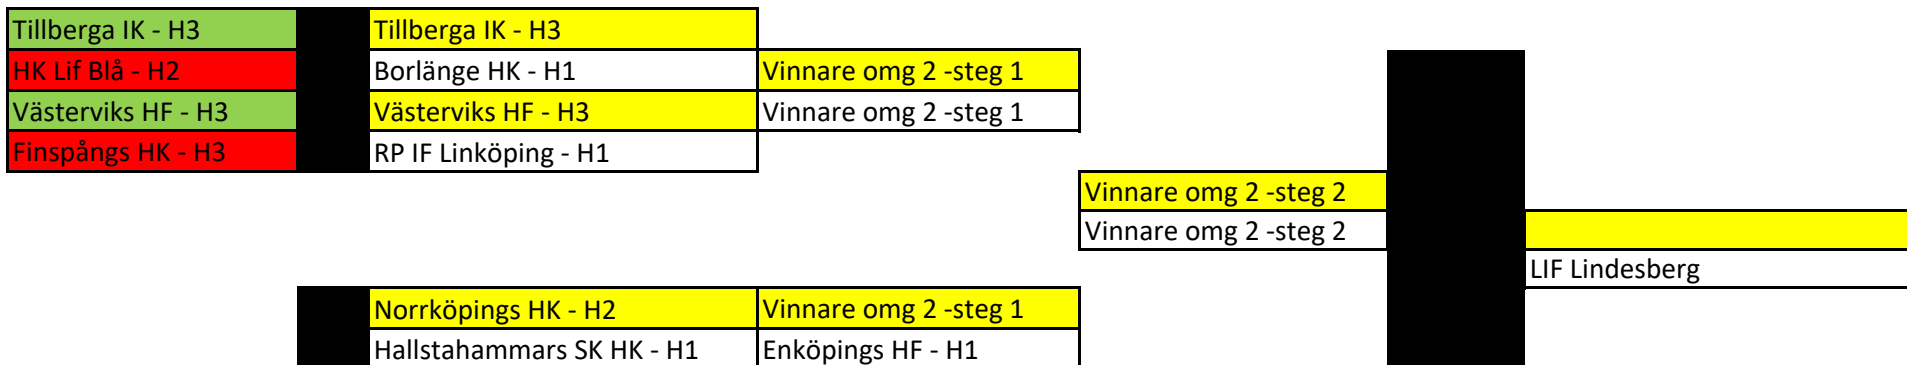 Tillberga IK - H3 Tillberga IK - H3
HK Lif Blå - H2 Borlänge HK - H1 Vinnare omg 2 -steg 1
Västerviks HF - H3 Västerviks HF - H3 Vinnare omg 2 -steg 1
Finspångs HK - H3 RP IF Linköping - H1
Vinnare omg 2 -steg 2
Vinnare omg 2 -steg 2
LIF Lindesberg
Norrköpings HK - H2 Vinnare omg 2 -steg 1
Hallstahammars SK HK - H1 Enköpings HF - H1